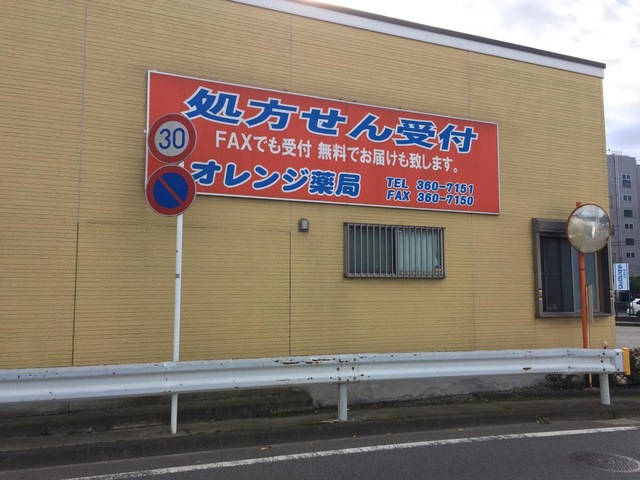 処方せん受付
FAXでも受付 無料でお届けも致します。
オレンジ薬局
TEL 360-7151
FAX 360-7150
30